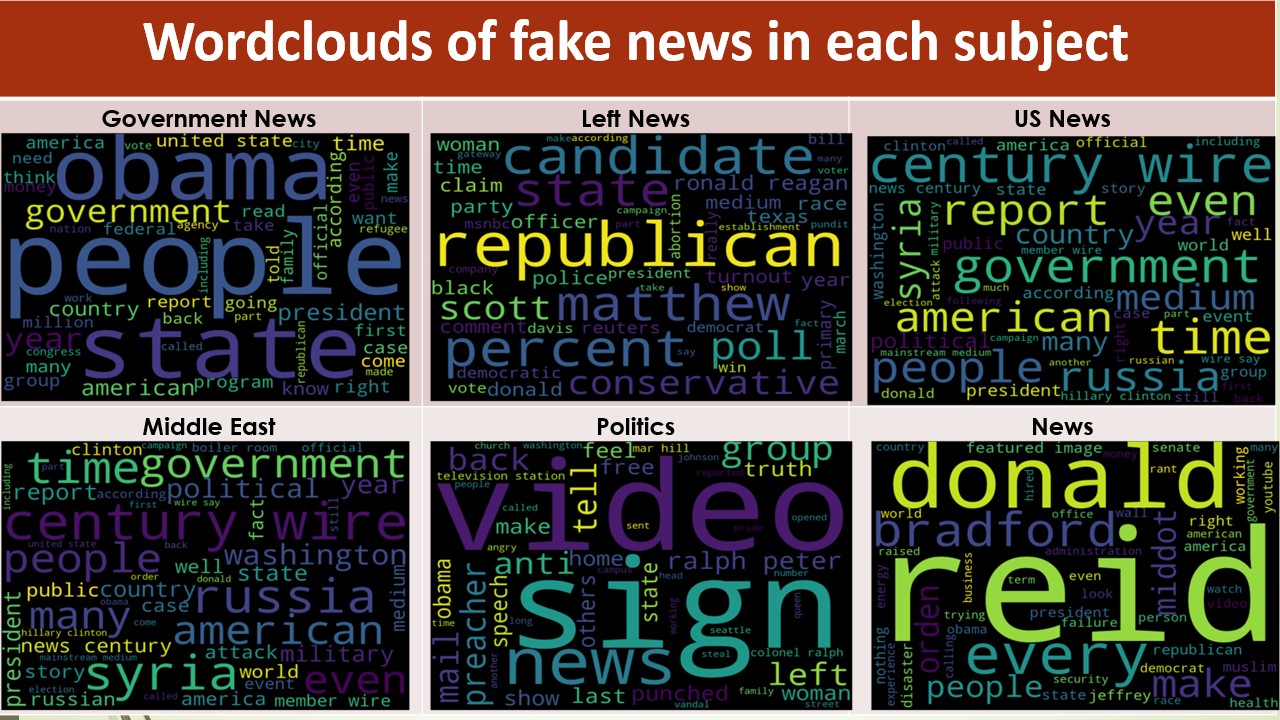 Wordclouds of fake news in each subject
Government News
Left News
US News
america vote united state city time
need
obama
think
money
according
even
public
make
news
government read want
nation federal agency take refugee
people
including
told
family
official
work
country report going president
million back part first
year state case
congress called republican come
many made
group
american program know right
woman make according bill
gateway candidate many
time voter
claim state ronald reagan
party medium race
msnbc officer campaign part abortion really texas
establishment pundit
republican
company police president turnout year
black take show
scott matthew
comment davis reuters democrat fact
percent say poll primary march
democratic win
vote donald conservative
clinton called america official including
century wire
news century state story
washington syria military attack report even
country year fact
public member wire world well
government
election following much according medium
american case part event
political campaign many right time
mainstream medium another russian wire say
people russia group
donald president hillary clinton still first back
Middle East
Politics
News
clinton campaign boiler room official
including part time government
report according political year
first wire say still
century wire fact
united state back
people well washington
order donald state
public country russia medium
many obama case
president hillary clinton come american
news century attack military
mainstream medium
story syria world even
election event
russian called america member wire
church washington feel mar hill group
back free johnson truth
television station tell reported
people video
called
make sent pride opened
angry
anti home ralph peter
campus head number
obama preacher speech others state working queen
time sign
long seattle
mail another news steal colonel ralph
left
show last punched family woman
vandal street
country featured image money senate many
donald hired rant working government youtube
world office wall
bradford middot right
raised administration american
america
reid
energy business term even look watch
video
orden trying president person
obama failure
nothing experience disaster calling every republican
democrat muslim
people security make
state jeffrey race health